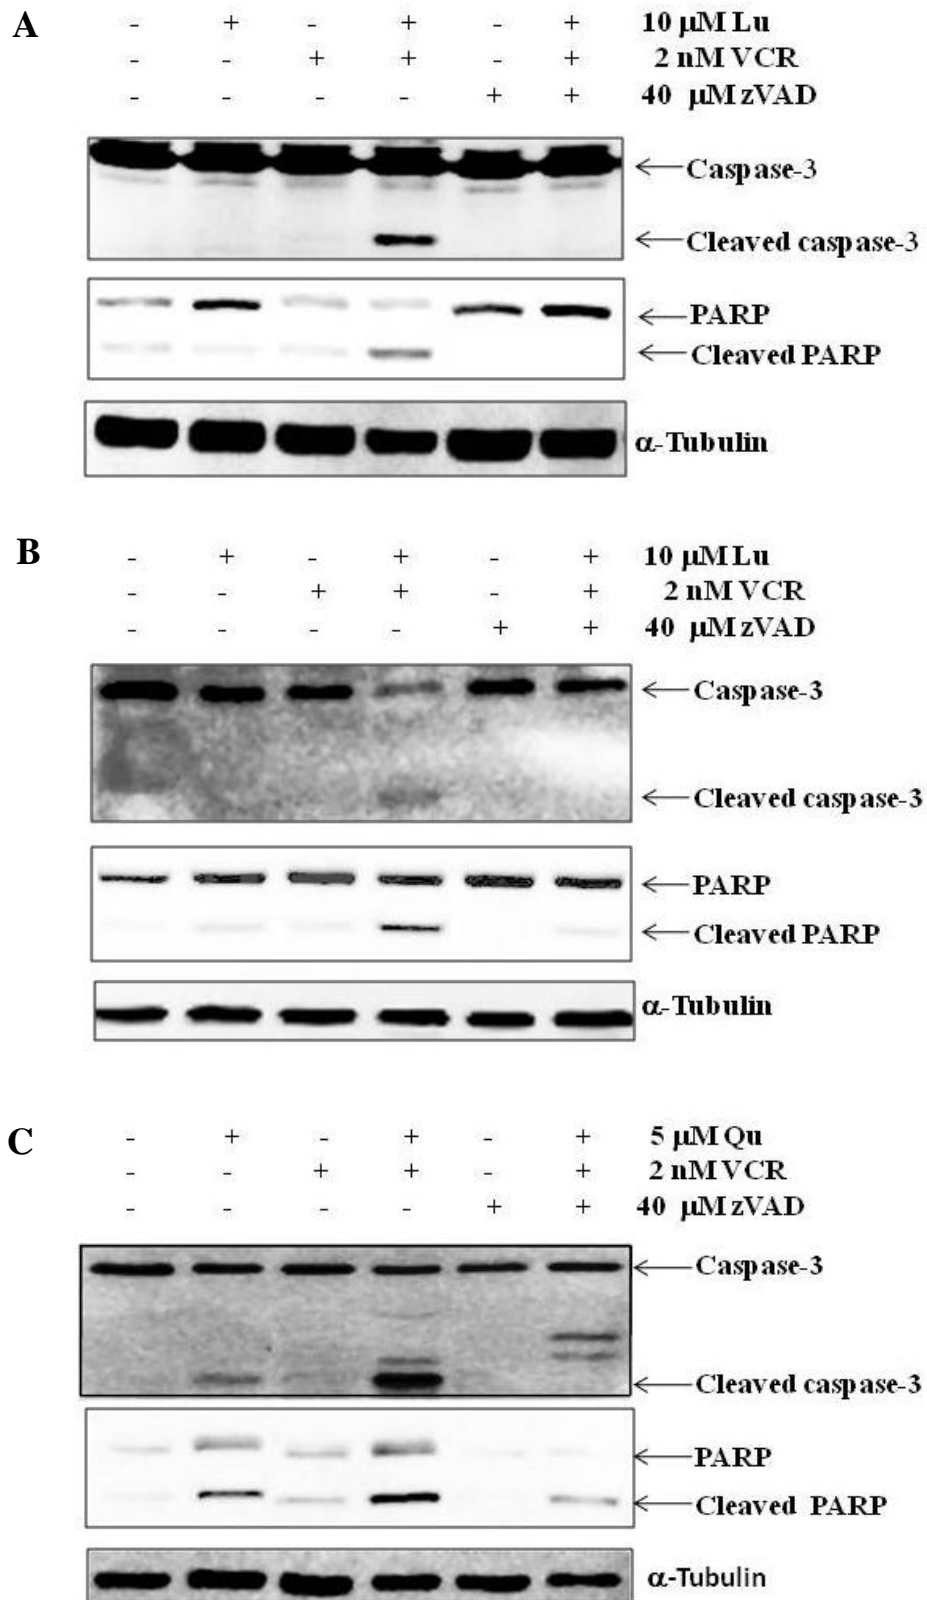 A
- + - + - + 10 μM Lu
- - + + - + 2 nM VCR
- - - - + + 40 μM zVAD
Caspase-3
Cleaved caspase-3
PARP
Cleaved PARP
α-Tubulin
B
- + - + - + 10 μM Lu
- - + + - + 2 nM VCR
- - - - + + 40 μM zVAD
Caspase-3
Cleaved caspase-3
PARP
Cleaved PARP
α-Tubulin
C
- + - + - + 5 μM Qu
- - + + - + 2 nM VCR
- - - - + + 40 μM zVAD
Caspase-3
Cleaved caspase-3
PARP
Cleaved PARP
α-Tubulin